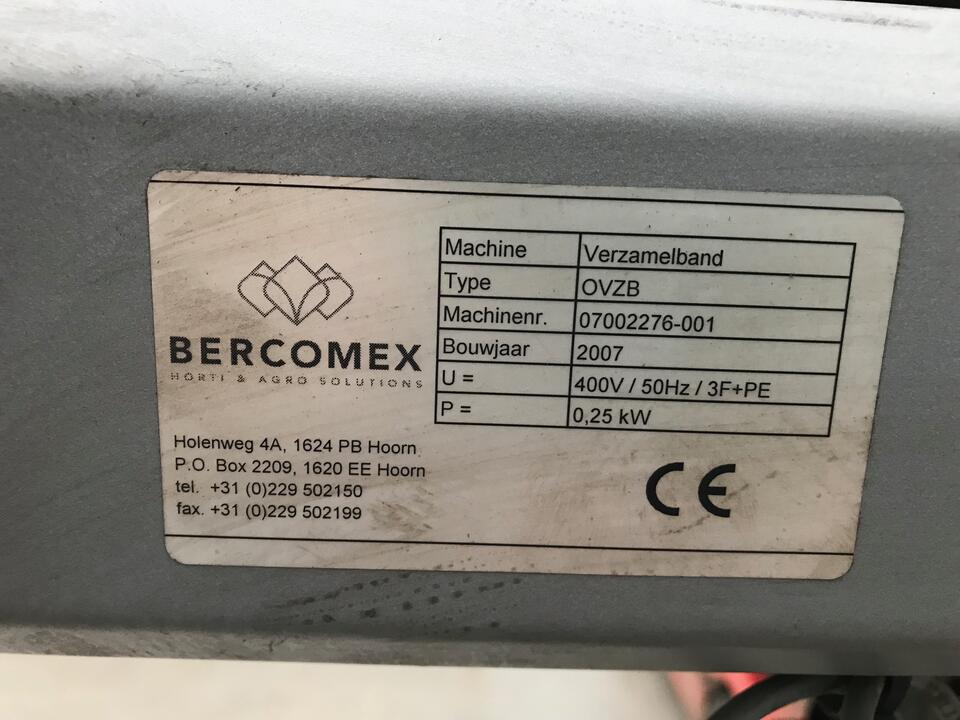 BERCOMEX
HORTI & AGRO SOLUTIONS
Holenweg 4A, 1624 PB Hoorn
P.O. Box 2209, 1620 EE Hoorn
tel. +31 (0)229 502150
fax. +31 (0)229 502199
Machine Verzamelband
Type OVZB
Machinenr. 07002276-001
Bouwjaar 2007
U = 400V / 50Hz / 3F+PE
P = 0,25 kW
CE